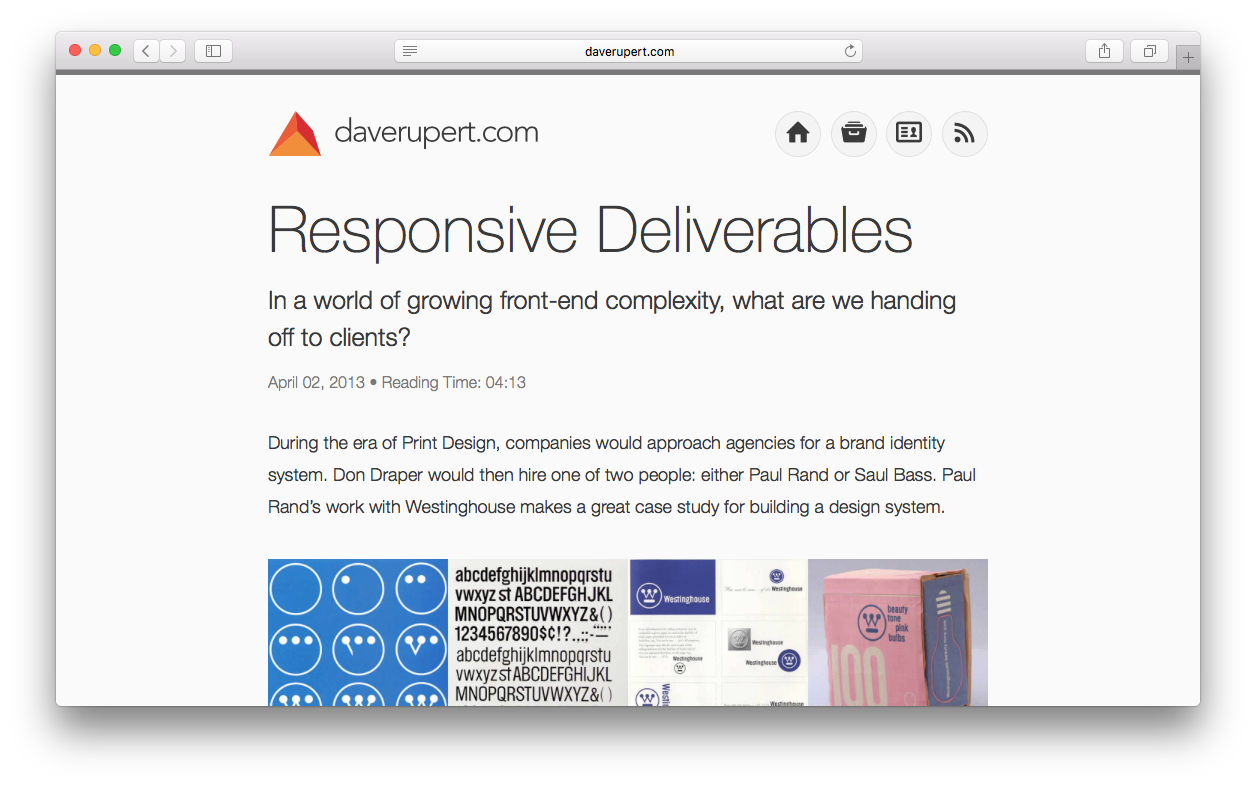 daverupert.com
daverupert.com
Responsive Deliverables
In a world of growing front-end complexity, what are we handing
off to clients?
April 02, 2013 • Reading Time: 04:13
During the era of Print Design, companies would approach agencies for a brand identity
system. Don Draper would then hire one of two people: either Paul Rand or Saul Bass. Paul
Rand’s work with Westinghouse makes a great case study for building a design system.
abcdefghijklmnopqrstu
vwxyz st ABCDEFGHJKL
MNOPQRSTUVWXYZ&()
1234567890$¢!?.,;:-—
abcdefghijklmnopqrstu
vwxyz st ABCDEFGHIJKL
MNOPQRSTUVWXYZ&()
Westinghouse
Westinghouse
Westinghouse
Westinghouse
Westinghouse
beauty
tone
pink
bulbs
100